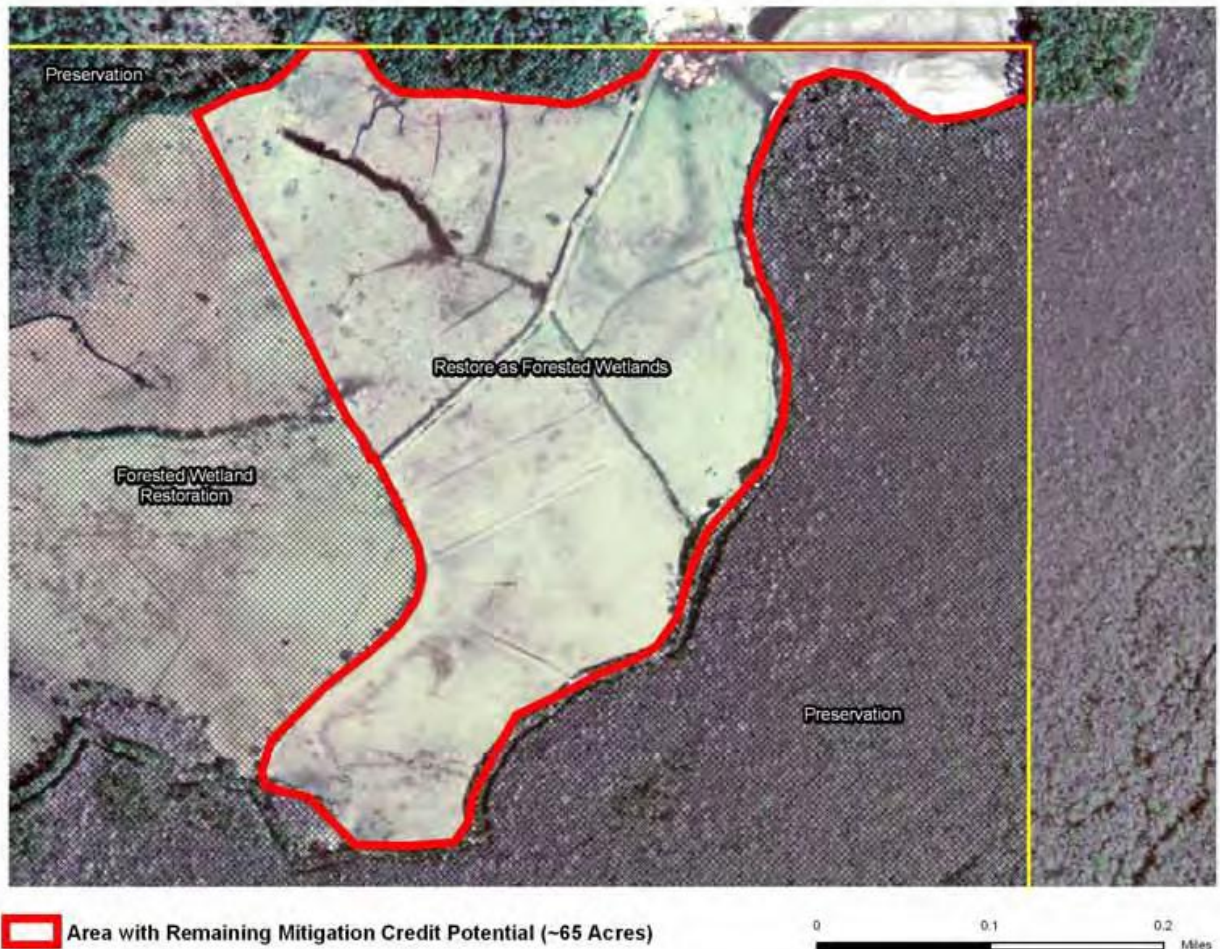 Preservation
Restore as Forested Wetlands
Forested Wetland
Restoration
Preservation
Area with Remaining Mitigation Credit Potential (~65 Acres)
0 0.1 0.2
Miles